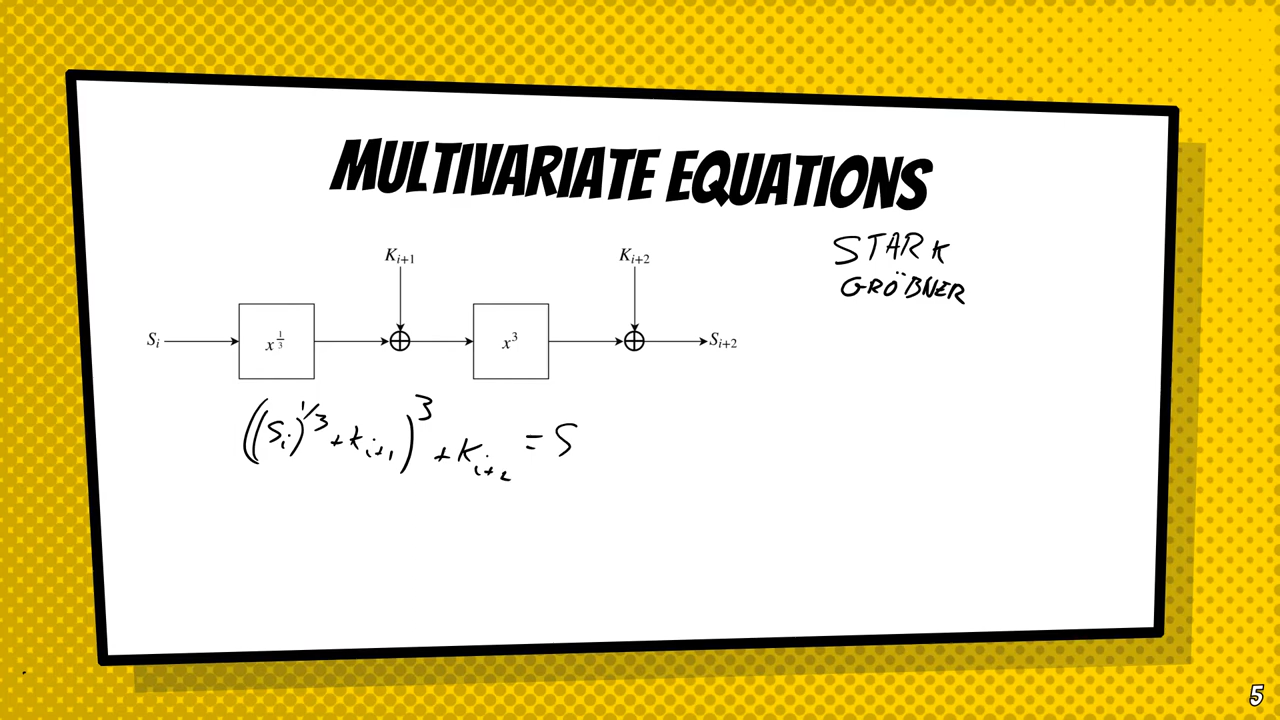 MULTIVARIATE EQUATIONS
STARK
GRÖBNER
K_{i+1} K_{i+2}
S_i x^{1/3} x^3 S_{i+2}
((S_i)^{1/3} + K_{i+1})^3 + K_{i+2} = S
5